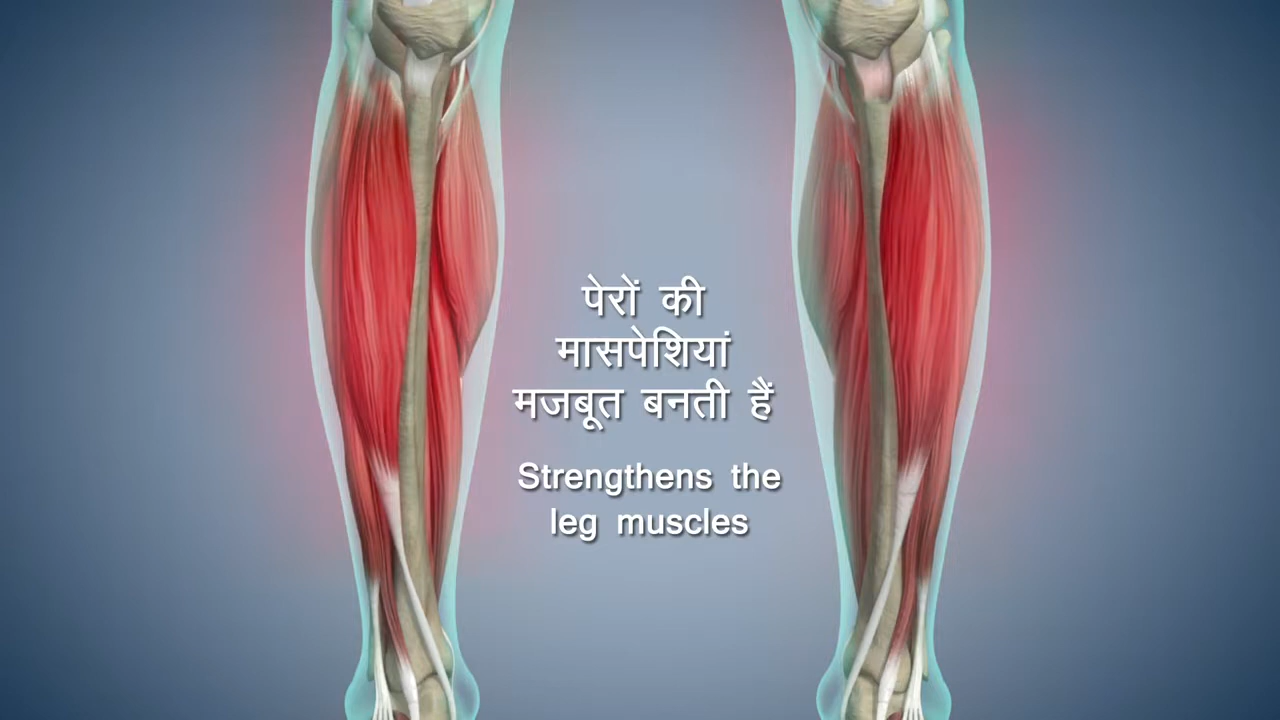 पेरों की
मासपेशियां
मजबूत बनती हैं
Strengthens the
leg muscles